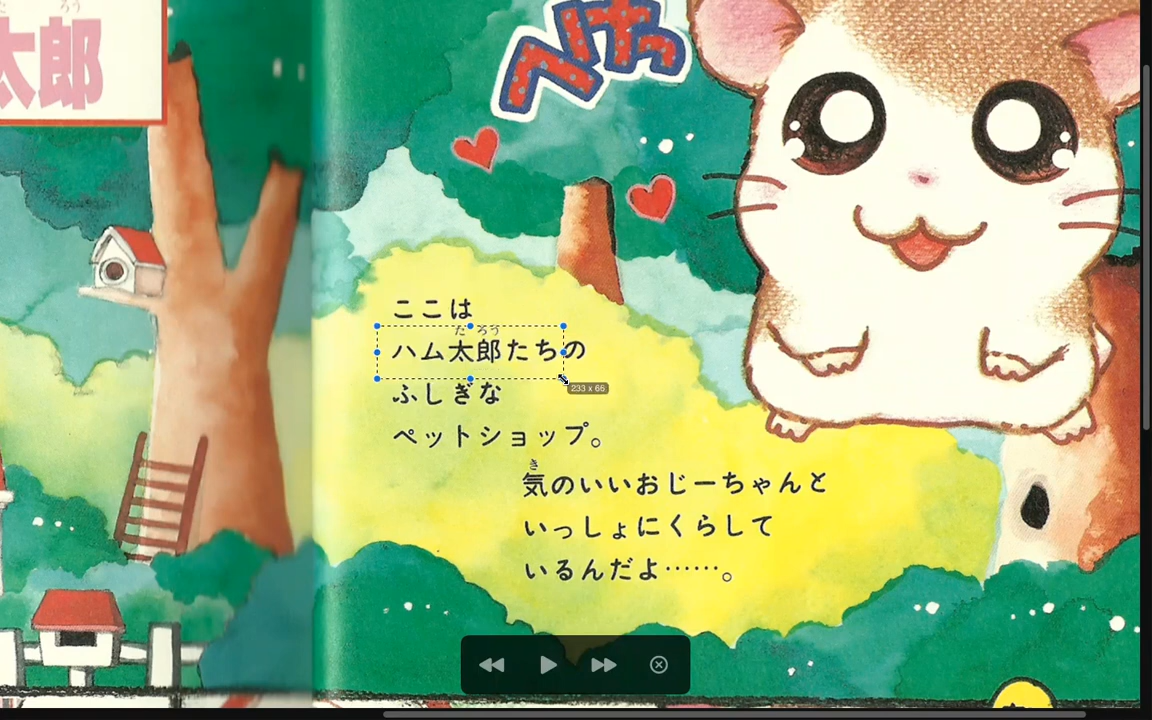 太郎
へけっ
ここは
ハム太郎たちの
ふしぎな
ペットショップ。
気のいいおじーちゃんと
いっしょにくらして
いるんだよ……。
233 x 66